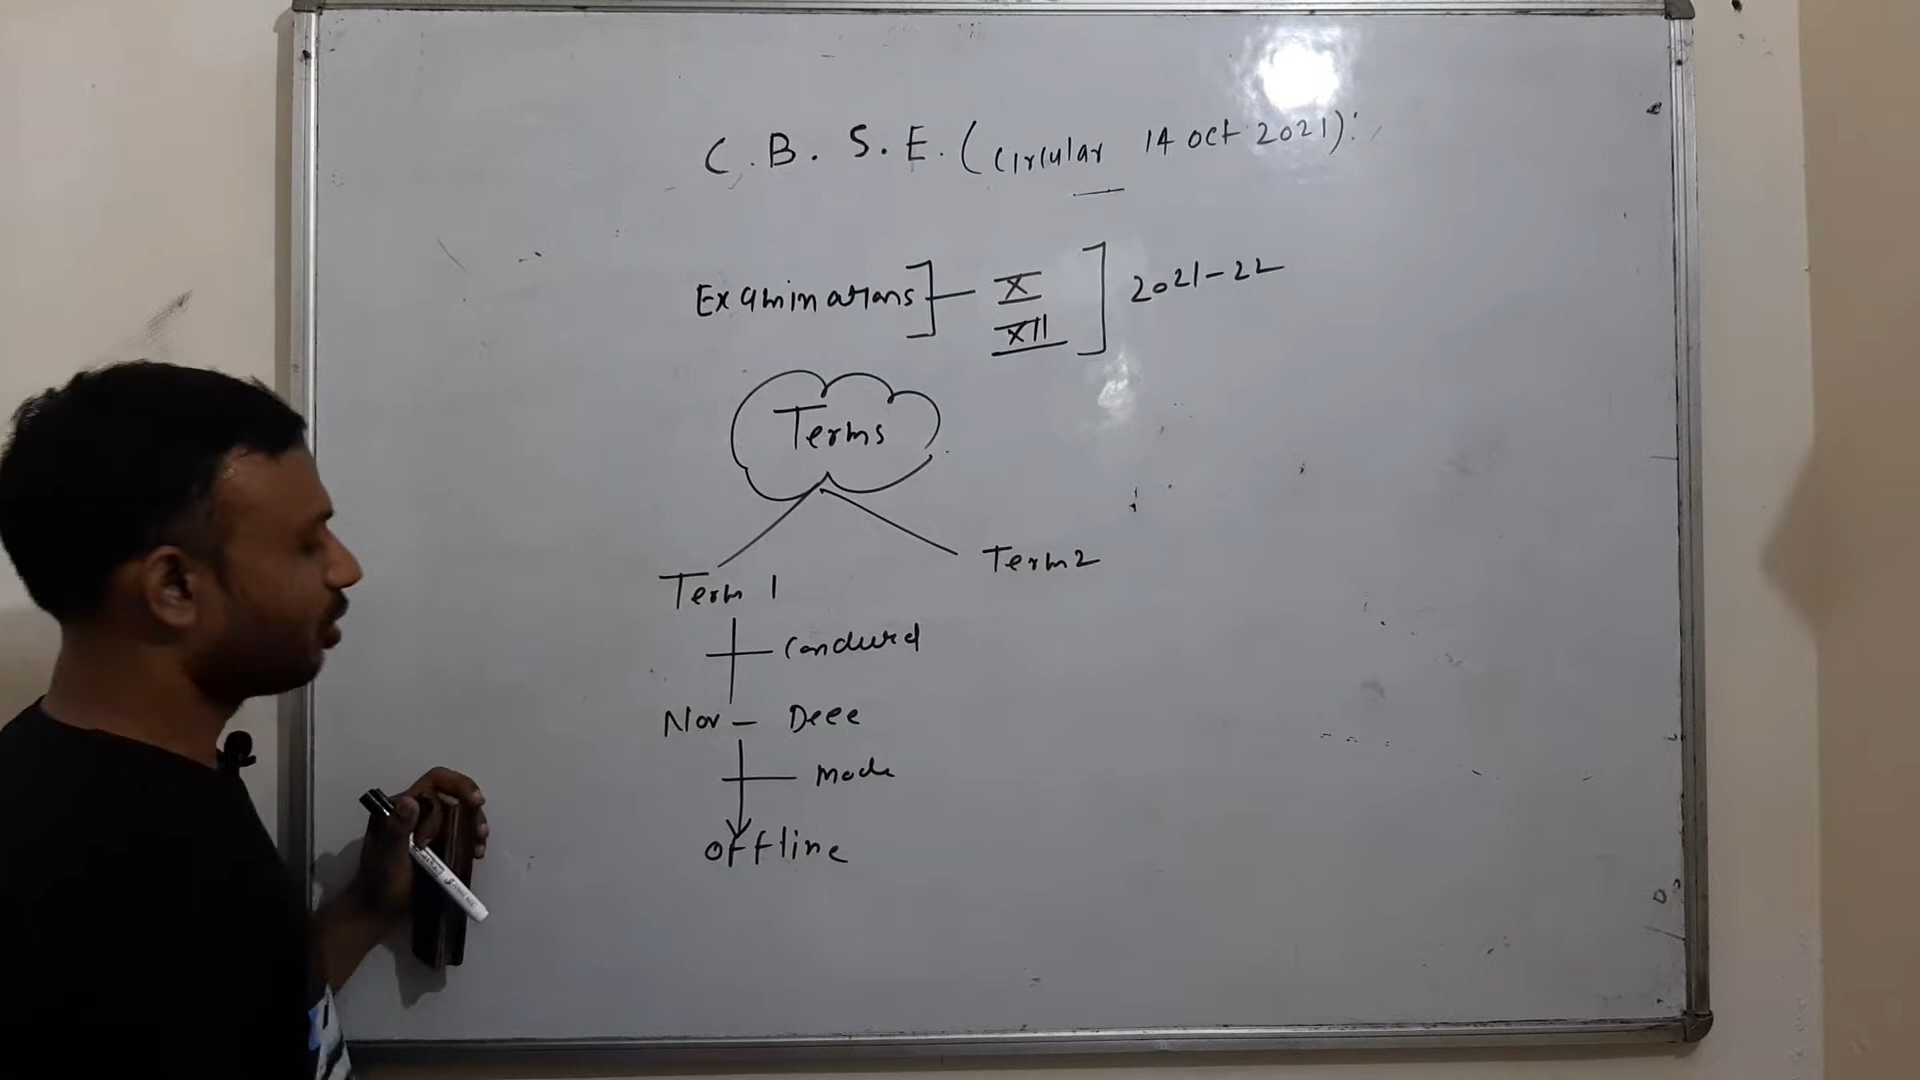 C.B.S.E. (Circular 14 oct 2021):
Examinations] — X ] 2021-22
XII
Terms
Term 1 Term 2
Conducted
Nov - Dece
Mode
offline